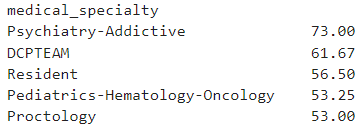 medical_specialty
Psychiatry-Addictive 73.00
DCPTEAM 61.67
Resident 56.50
Pediatrics-Hematology-Oncology 53.25
Proctology 53.00